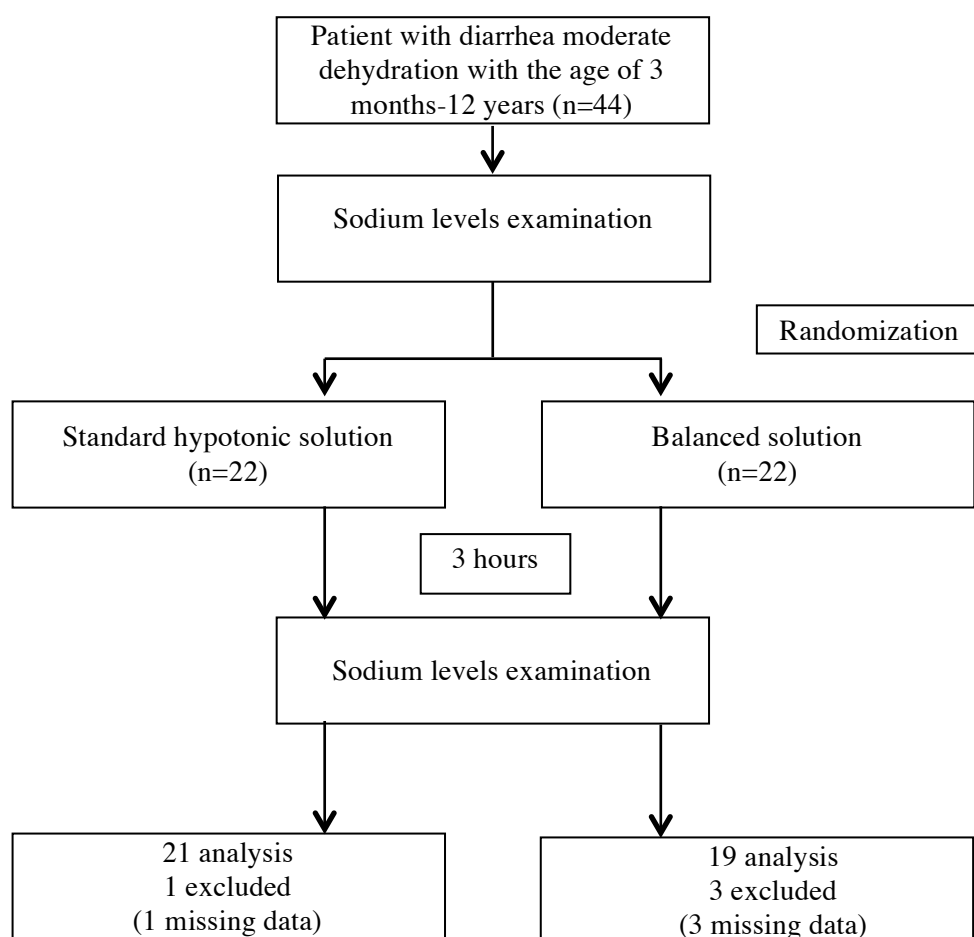 Patient with diarrhea moderate
dehydration with the age of 3
months-12 years (n=44)
Sodium levels examination
Randomization
Standard hypotonic solution
(n=22)
Balanced solution
(n=22)
3 hours
Sodium levels examination
21 analysis
1 excluded
(1 missing data)
19 analysis
3 excluded
(3 missing data)